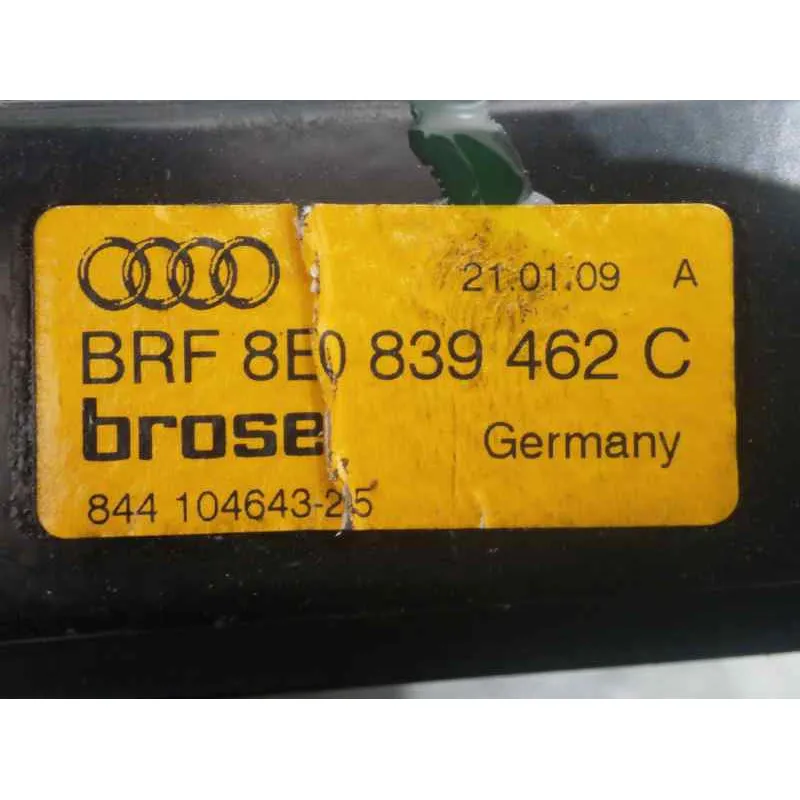 21.01.09 A
BRF 8E0 839 462 C
brose Germany
844 104643-25